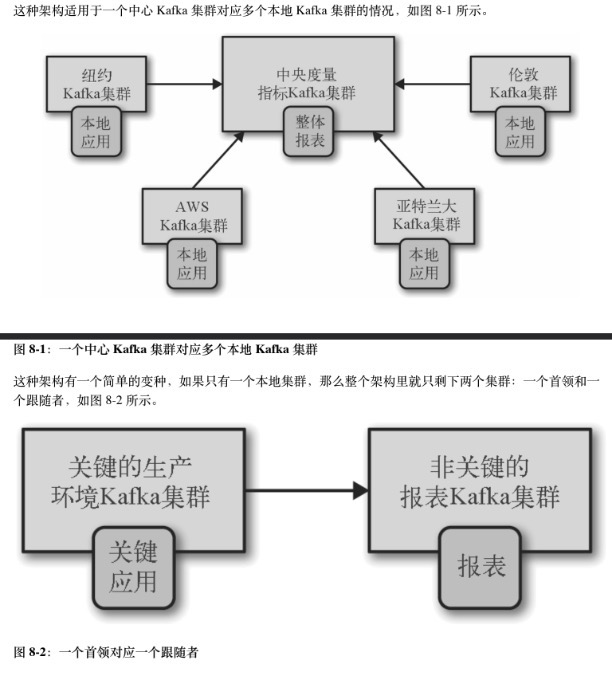 这种架构适用于一个中心 Kafka 集群对应多个本地 Kafka 集群的情况，如图 8-1 所示。
纽约
Kafka集群
本地
应用
中央度量
指标Kafka集群
整体
报表
伦敦
Kafka集群
本地
应用
AWS
Kafka集群
本地
应用
亚特兰大
Kafka集群
本地
应用
图 8-1：一个中心 Kafka 集群对应多个本地 Kafka 集群
这种架构有一个简单的变种，如果只有一个本地集群，那么整个架构里就只剩下两个集群：一个首领和一
个跟随者，如图 8-2 所示。
关键的生产
环境Kafka集群
关键
应用
非关键的
报表Kafka集群
报表
图 8-2：一个首领对应一个跟随者